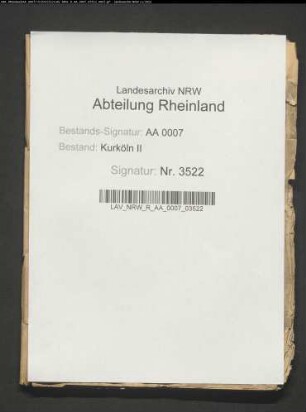 Landesarchiv NRW
Abteilung Rheinland
Bestands-Signatur: AA 0007
Bestand: Kurköln II
Signatur: Nr. 3522
LAV_NRW_R_AA_0007_03522